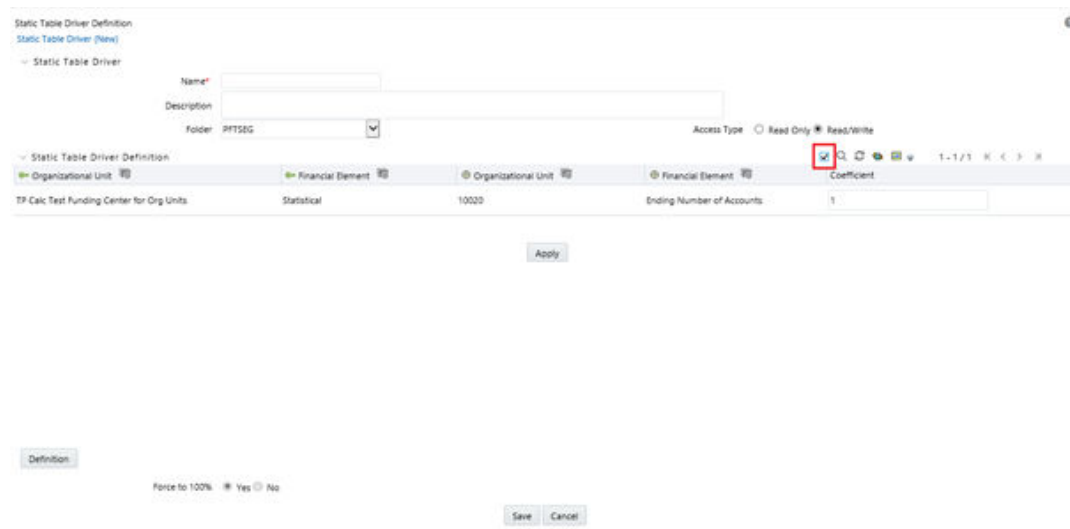 Static Table Driver Definition
Static Table Driver (New)
Static Table Driver
Name*
Description
Folder PFTSEG Access Type Read Only Read/Write
Static Table Driver Definition 1-1/1
Organizational Unit Financial Element Organizational Unit Financial Element Coefficient
TP Calc Test Funding Center for Org Units Statistical 10020 Ending Number of Accounts 1
Apply
Definition
Force to 100% Yes No
Save Cancel